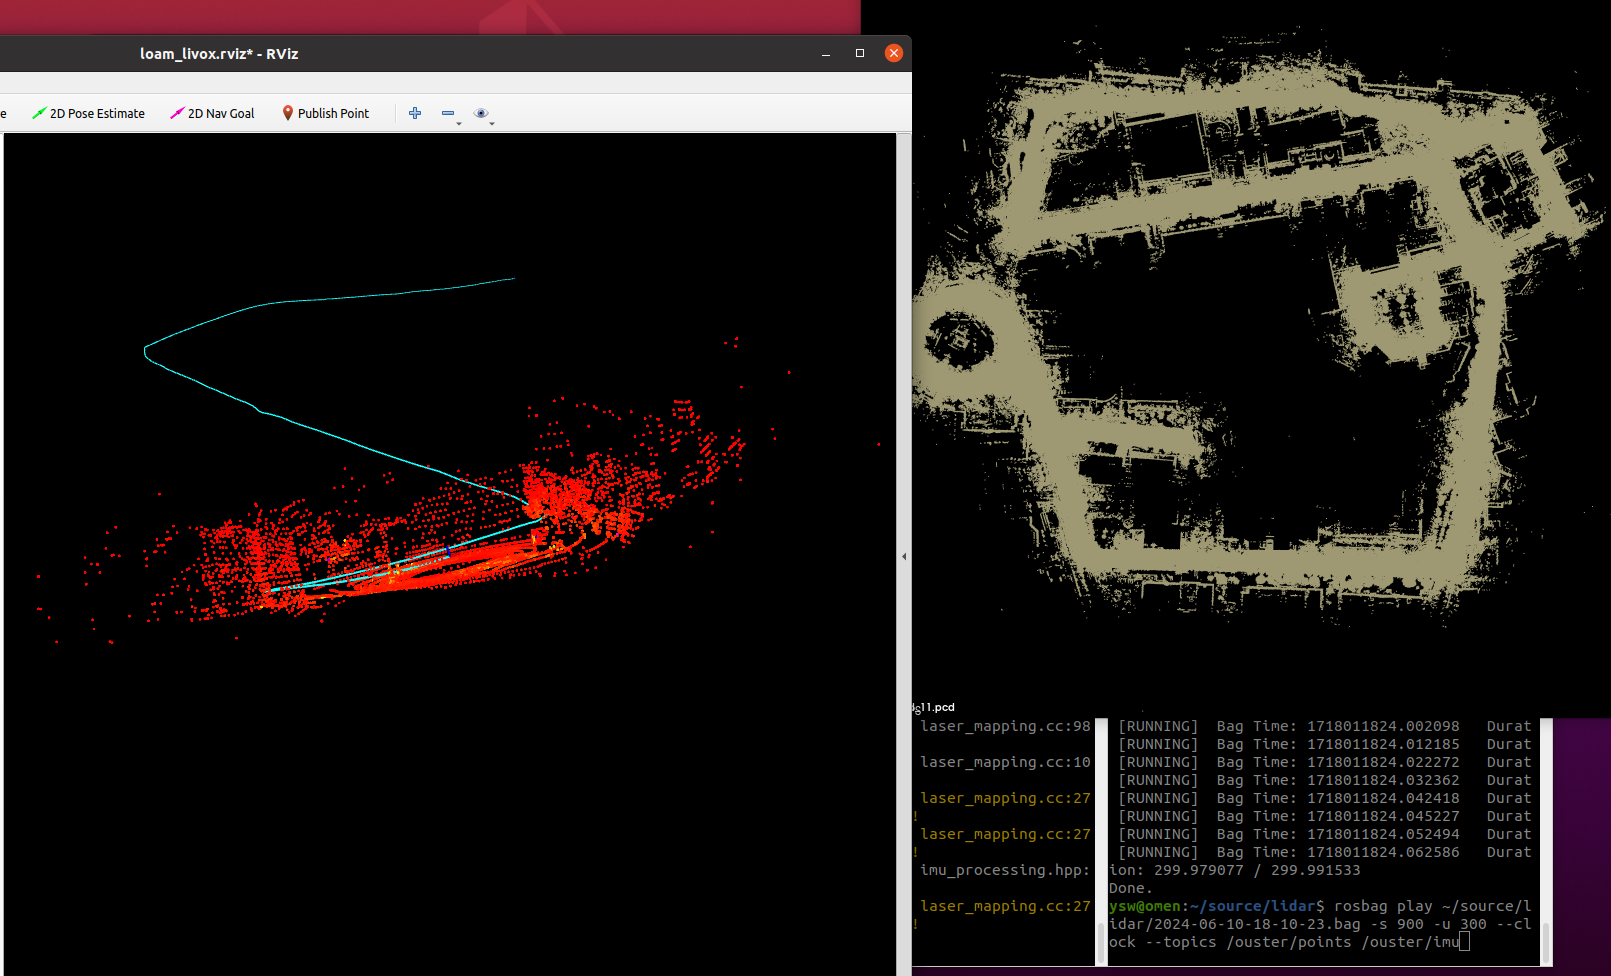 loam_livox.rviz* - RViz
e 2D Pose Estimate 2D Nav Goal Publish Point
g11.pcd
laser_mapping.cc:98
laser_mapping.cc:10
laser_mapping.cc:27
!
laser_mapping.cc:27
!
imu_processing.hpp:
laser_mapping.cc:27
!
[RUNNING] Bag Time: 1718011824.002098 Durat
[RUNNING] Bag Time: 1718011824.012185 Durat
[RUNNING] Bag Time: 1718011824.022272 Durat
[RUNNING] Bag Time: 1718011824.032362 Durat
[RUNNING] Bag Time: 1718011824.042418 Durat
[RUNNING] Bag Time: 1718011824.045227 Durat
[RUNNING] Bag Time: 1718011824.052494 Durat
[RUNNING] Bag Time: 1718011824.062586 Durat
ion: 299.979077 / 299.991533
Done.
ysw@omen:~/source/lidar$ rosbag play ~/source/l
idar/2024-06-10-18-10-23.bag -s 900 -u 300 --cl
ock --topics /ouster/points /ouster/imu